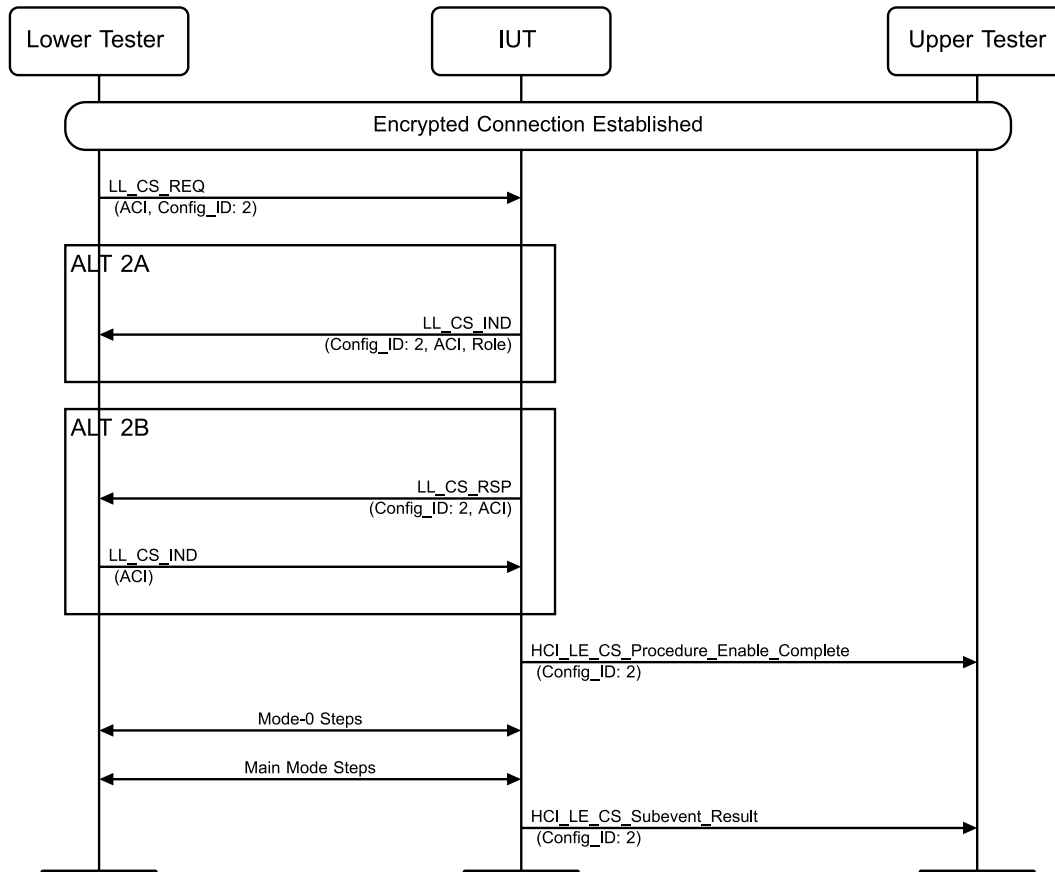 Lower Tester
IUT
Upper Tester
Encrypted Connection Established
LL_CS_REQ
(ACI, Config_ID: 2)
ALT 2A
LL_CS_IND
(Config_ID: 2, ACI, Role)
ALT 2B
LL_CS_RSP
(Config_ID: 2, ACI)
LL_CS_IND
(ACI)
HCI_LE_CS_Procedure_Enable_Complete
(Config_ID: 2)
Mode-0 Steps
Main Mode Steps
HCI_LE_CS_Subevent_Result
(Config_ID: 2)